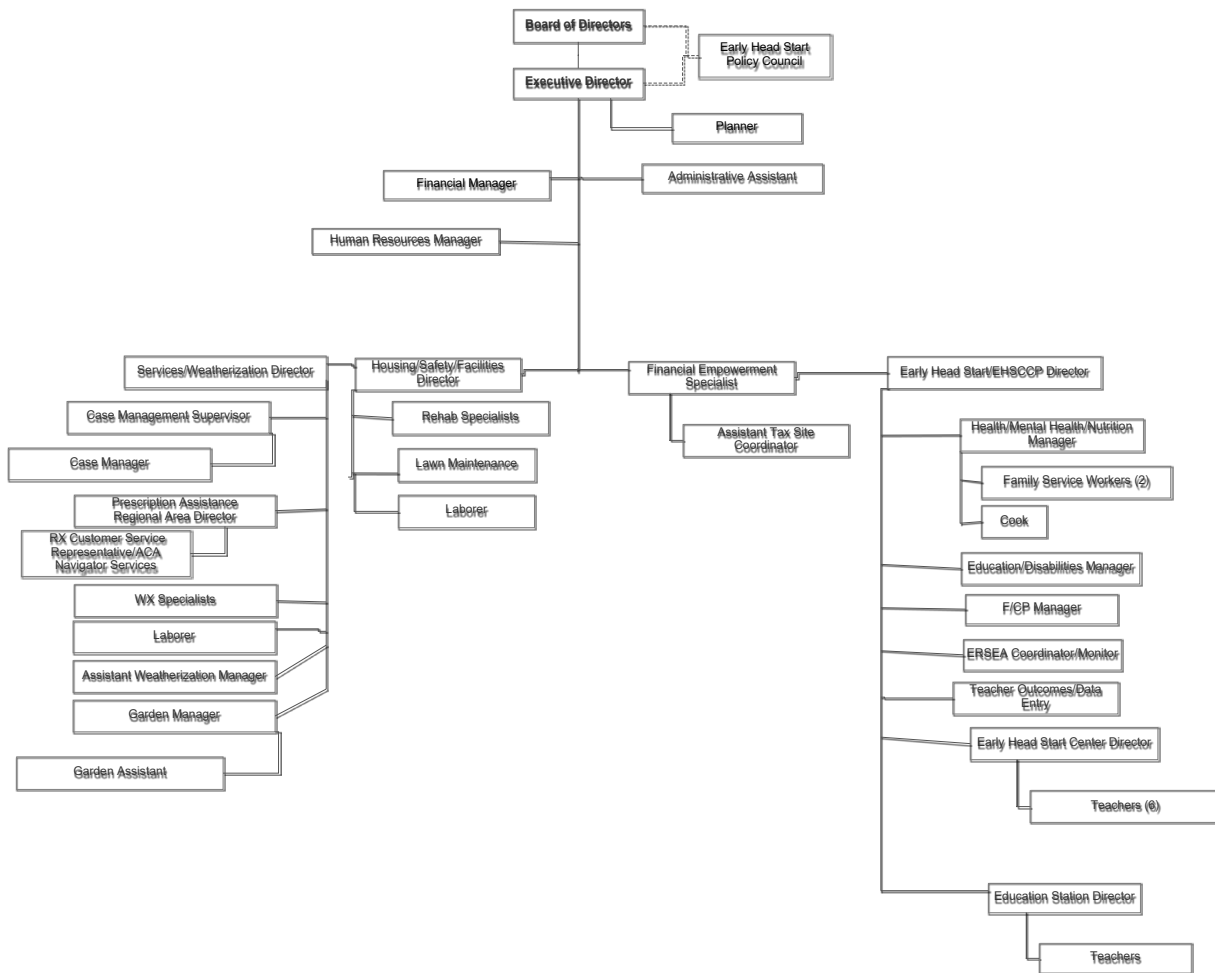 Board of Directors
Early Head Start
Policy Council
Executive Director
Planner
Financial Manager
Administrative Assistant
Human Resources Manager
Services/Weatherization Director
Housing/Safety/Facilities
Director
Financial Empowerment
Specialist
Early Head Start/EHSCCP Director
Case Management Supervisor
Case Manager
Prescription Assistance
Regional Area Director
RX Customer Service
Representative/ACA
Navigator Services
WX Specialists
Laborer
Assistant Weatherization Manager
Garden Manager
Garden Assistant
Rehab Specialists
Lawn Maintenance
Laborer
Assistant Tax Site
Coordinator
Health/Mental Health/Nutrition
Manager
Family Service Workers (2)
Cook
Education/Disabilities Manager
F/CP Manager
ERSEA Coordinator/Monitor
Teacher Outcomes/Data
Entry
Early Head Start Center Director
Teachers (6)
Education Station Director
Teachers